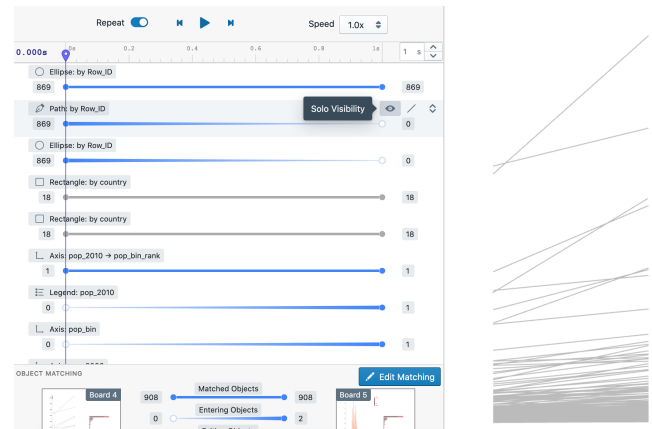 Repeat
Speed
1.0x
0.000s
0s
0.2
0.4
0.6
0.8
1s
1 s
Ellipse: by Row_ID
869
869
Path: by Row_ID
Solo Visibility
869
0
Ellipse: by Row_ID
869
0
Rectangle: by country
18
18
Rectangle: by country
18
18
Axis: pop_2010 → pop_bin_rank
1
1
Legend: pop_2010
0
1
Axis: pop_bin
0
1
OBJECT MATCHING
Edit Matching
Board 4
908
Matched Objects
908
Board 5
0
Entering Objects
2